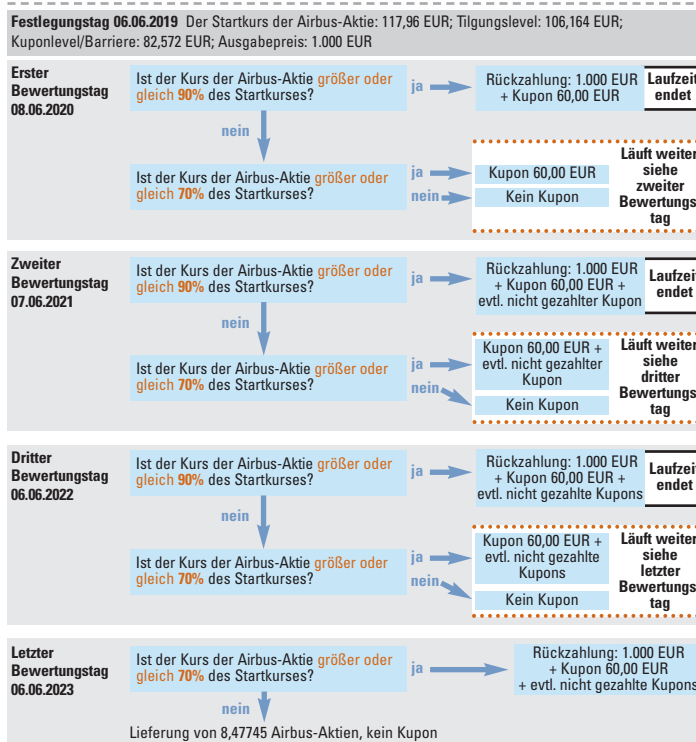 Festlegungstag 06.06.2019 Der Startkurs der Airbus-Aktie: 117,96 EUR; Tilgungslevel: 106,164 EUR;
Kuponlevel/Barriere: 82,572 EUR; Ausgabepreis: 1.000 EUR
Erster
Bewertungstag
08.06.2020
Ist der Kurs der Airbus-Aktie größer oder
gleich 90% des Startkurses?
ja
Rückzahlung: 1.000 EUR
+ Kupon 60,00 EUR
Laufzeit
endet
nein
Ist der Kurs der Airbus-Aktie größer oder
gleich 70% des Startkurses?
ja
nein
Kupon 60,00 EUR
Kein Kupon
Läuft weiter
siehe
zweiter
Bewertungs
tag
Zweiter
Bewertungstag
07.06.2021
Ist der Kurs der Airbus-Aktie größer oder
gleich 90% des Startkurses?
ja
Rückzahlung: 1.000 EUR
+ Kupon 60,00 EUR +
evtl. nicht gezahlter Kupon
Laufzeit
endet
nein
Ist der Kurs der Airbus-Aktie größer oder
gleich 70% des Startkurses?
ja
nein
Kupon 60,00 EUR +
evtl. nicht gezahlter
Kupon
Kein Kupon
Läuft weiter
siehe
dritter
Bewertungs
tag
Dritter
Bewertungstag
06.06.2022
Ist der Kurs der Airbus-Aktie größer oder
gleich 90% des Startkurses?
ja
Rückzahlung: 1.000 EUR
+ Kupon 60,00 EUR +
evtl. nicht gezahlte Kupons
Laufzeit
endet
nein
Ist der Kurs der Airbus-Aktie größer oder
gleich 70% des Startkurses?
ja
nein
Kupon 60,00 EUR +
evtl. nicht gezahlte
Kupons
Kein Kupon
Läuft weiter
siehe
letzter
Bewertungs
tag
Letzter
Bewertungstag
06.06.2023
Ist der Kurs der Airbus-Aktie größer oder
gleich 70% des Startkurses?
ja
Rückzahlung: 1.000 EUR
+ Kupon 60,00 EUR
+ evtl. nicht gezahlte Kupons
nein
Lieferung von 8,47745 Airbus-Aktien, kein Kupon